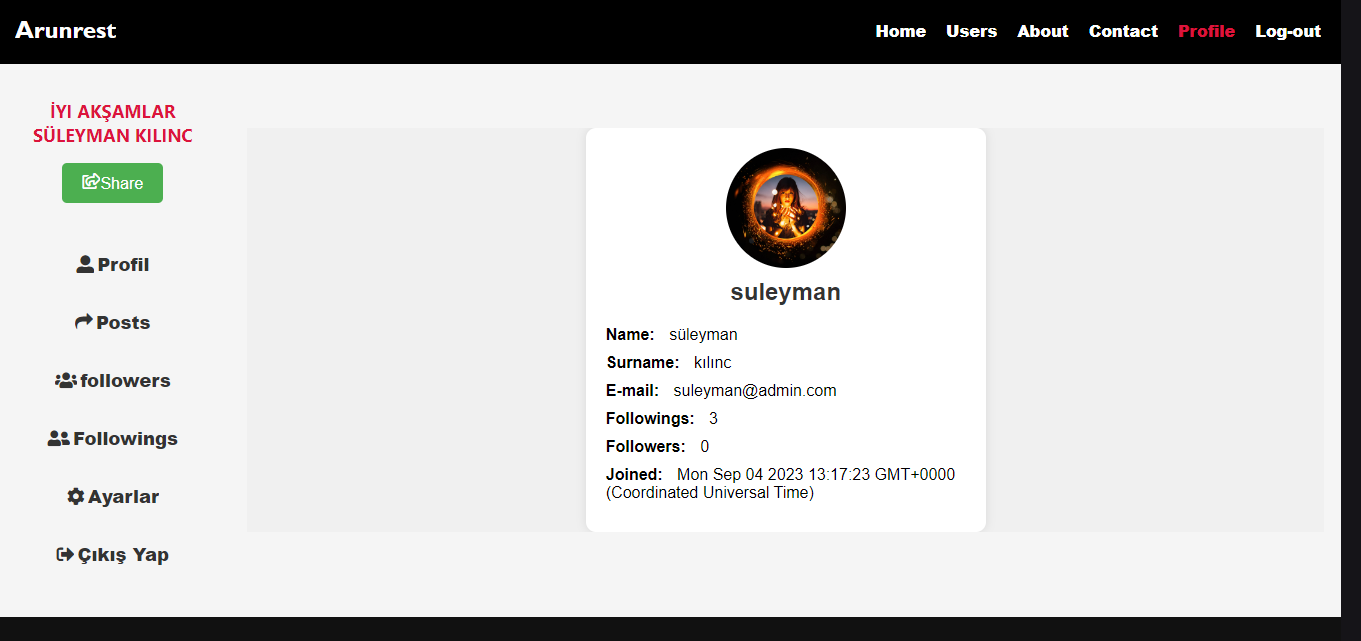 Arunrest
Home Users About Contact Profile Log-out
İYI AKŞAMLAR
SÜLEYMAN KILINC
Share
Profil
Posts
followers
Followings
Ayarlar
Çıkış Yap
suleyman
Name: süleyman
Surname: kılınc
E-mail: suleyman@admin.com
Followings: 3
Followers: 0
Joined: Mon Sep 04 2023 13:17:23 GMT+0000
(Coordinated Universal Time)